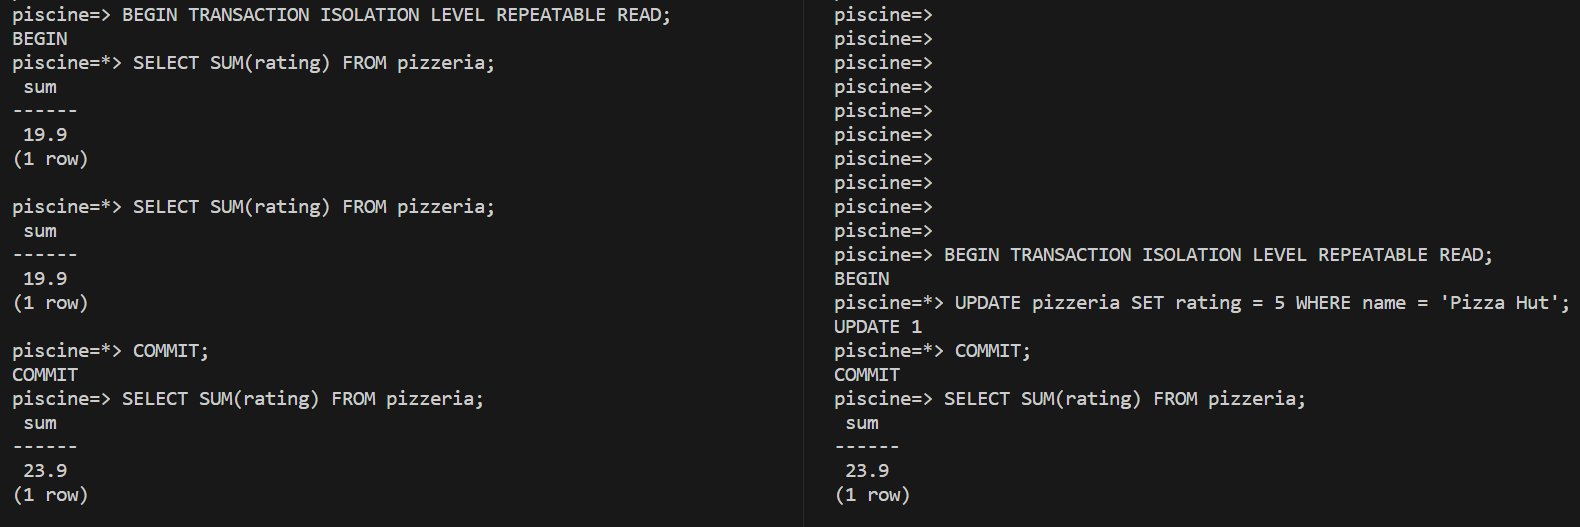 piscine=> BEGIN TRANSACTION ISOLATION LEVEL REPEATABLE READ;
BEGIN
piscine=*> SELECT SUM(rating) FROM pizzeria;
 sum
------
 19.9
(1 row)

piscine=*> SELECT SUM(rating) FROM pizzeria;
 sum
------
 19.9
(1 row)

piscine=*> COMMIT;
COMMIT
piscine=> SELECT SUM(rating) FROM pizzeria;
 sum
------
 23.9
(1 row)

piscine=>
piscine=>
piscine=>
piscine=>
piscine=>
piscine=>
piscine=>
piscine=>
piscine=>
piscine=>
piscine=> BEGIN TRANSACTION ISOLATION LEVEL REPEATABLE READ;
BEGIN
piscine=*> UPDATE pizzeria SET rating = 5 WHERE name = 'Pizza Hut';
UPDATE 1
piscine=*> COMMIT;
COMMIT
piscine=> SELECT SUM(rating) FROM pizzeria;
 sum
------
 23.9
(1 row)